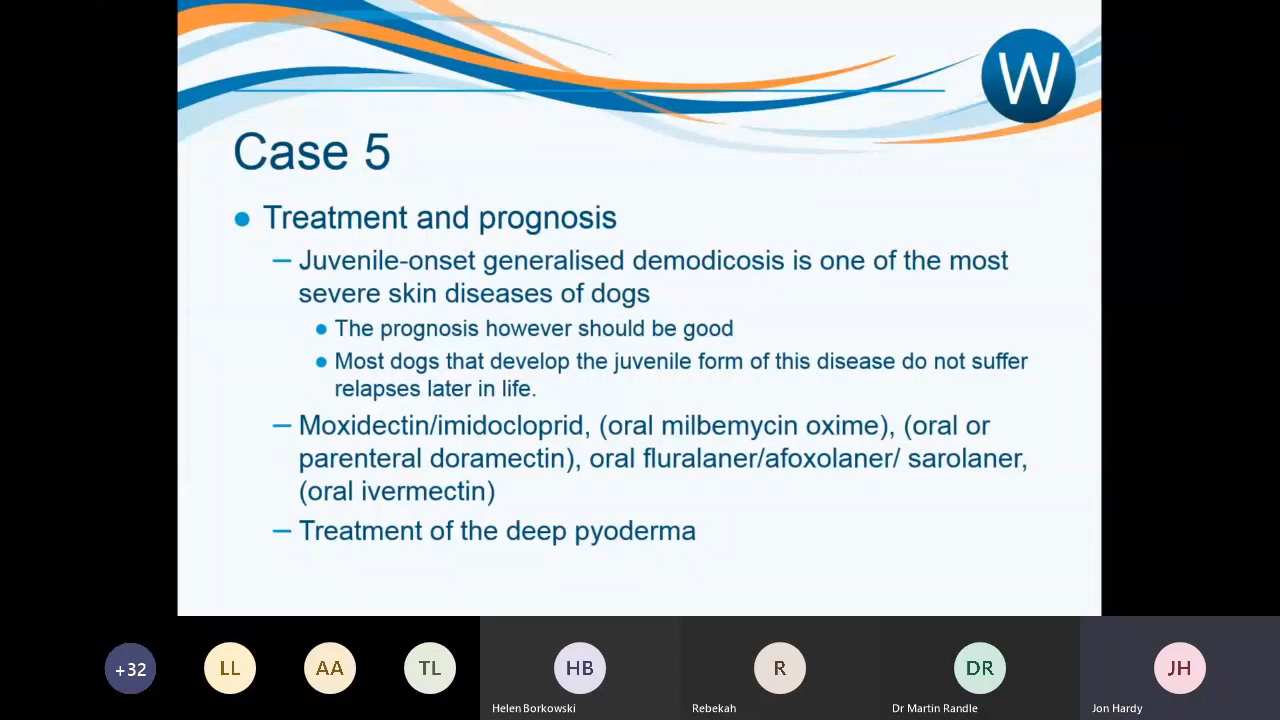 W
Case 5
● Treatment and prognosis
– Juvenile-onset generalised demodicosis is one of the most
severe skin diseases of dogs
● The prognosis however should be good
● Most dogs that develop the juvenile form of this disease do not suffer
relapses later in life.
– Moxidectin/imidocloprid, (oral milbemycin oxime), (oral or
parenteral doramectin), oral fluralaner/afoxolaner/ sarolaner,
(oral ivermectin)
– Treatment of the deep pyoderma
+32
LL
AA
TL
HB
R
DR
JH
Helen Borkowski
Rebekah
Dr Martin Randle
Jon Hardy